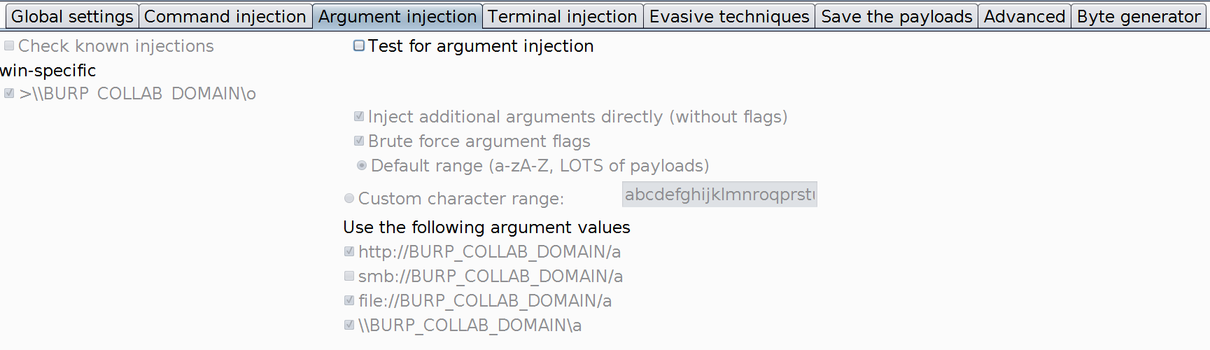 Global settings Command injection Argument injection Terminal injection Evasive techniques Save the payloads Advanced Byte generator
Check known injections Test for argument injection
win-specific
>\\BURP_COLLAB_DOMAIN\o
Inject additional arguments directly (without flags)
Brute force argument flags
Default range (a-zA-Z, LOTS of payloads)
Custom character range: abcdefghijklmnroqprst
Use the following argument values
http://BURP_COLLAB_DOMAIN/a
smb://BURP_COLLAB_DOMAIN/a
file://BURP_COLLAB_DOMAIN/a
\\BURP_COLLAB_DOMAIN\a